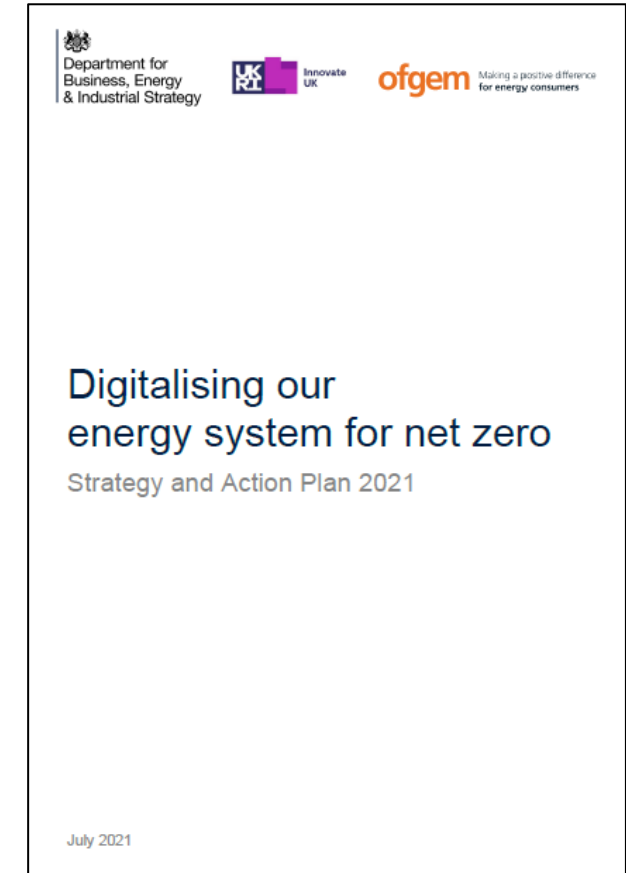 Department for
Business, Energy
& Industrial Strategy
UK
RI
Innovate
UK
ofgem
Making a positive difference
for energy consumers
Digitalising our
energy system for net zero
Strategy and Action Plan 2021
July 2021